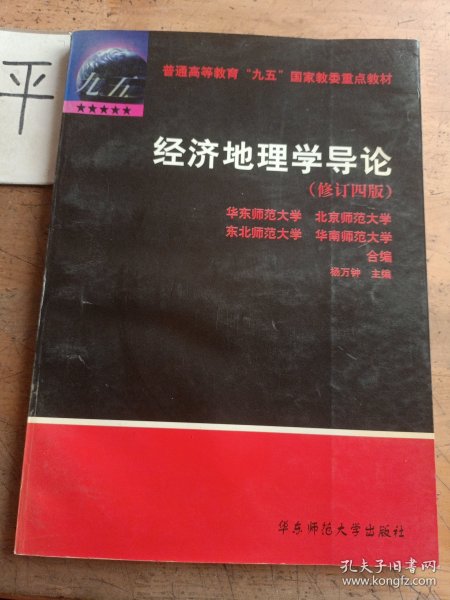 平
九五
★★★★★
普通高等教育“九五”国家教委重点教材
经济地理学导论
（修订四版）
华东师范大学 北京师范大学
东北师范大学 华南师范大学
合编
杨万钟 主编
华东师范大学出版社
孔夫子旧书网
www.kongfz.com